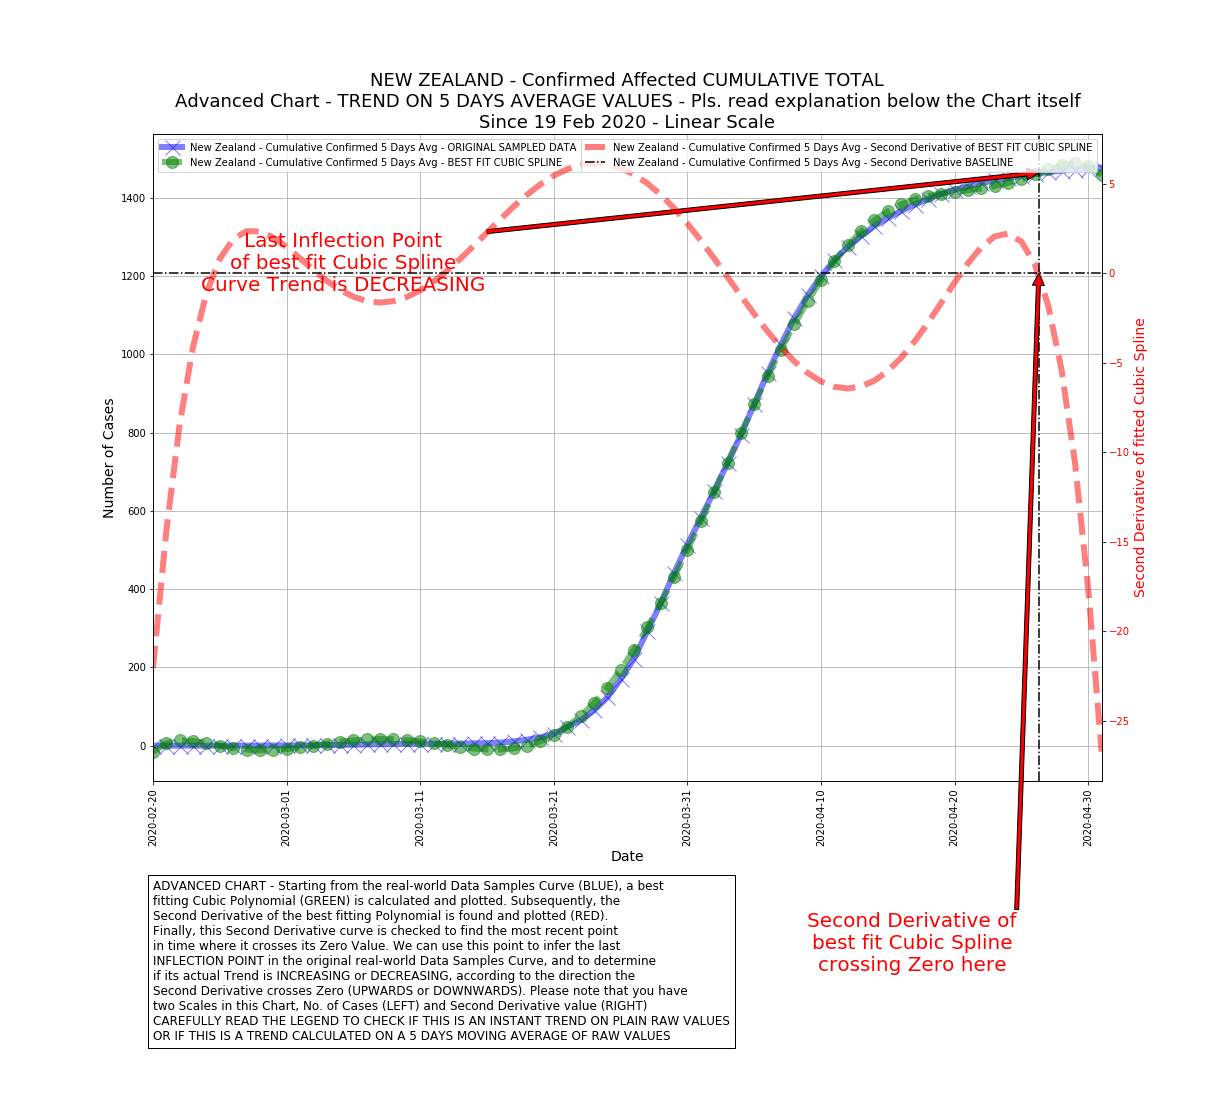 NEW ZEALAND - Confirmed Affected CUMULATIVE TOTAL
Advanced Chart - TREND ON 5 DAYS AVERAGE VALUES - Pls. read explanation below the Chart itself
Since 19 Feb 2020 - Linear Scale
New Zealand - Cumulative Confirmed 5 Days Avg - ORIGINAL SAMPLED DATA
New Zealand - Cumulative Confirmed 5 Days Avg - BEST FIT CUBIC SPLINE
New Zealand - Cumulative Confirmed 5 Days Avg - Second Derivative of BEST FIT CUBIC SPLINE
New Zealand - Cumulative Confirmed 5 Days Avg - Second Derivative BASELINE
Last Inflection Point
of best fit Cubic Spline
Curve Trend is DECREASING
Number of Cases
1400
1200
1000
800
600
400
200
0
5
0
−5
−10
−15
−20
−25
Second Derivative of fitted Cubic Spline
2020-02-20
2020-03-01
2020-03-11
2020-03-21
2020-03-31
2020-04-10
2020-04-20
2020-04-30
Date
ADVANCED CHART - Starting from the real-world Data Samples Curve (BLUE), a best
fitting Cubic Polynomial (GREEN) is calculated and plotted. Subsequently, the
Second Derivative of the best fitting Polynomial is found and plotted (RED).
Finally, this Second Derivative curve is checked to find the most recent point
in time where it crosses its Zero Value. We can use this point to infer the last
INFLECTION POINT in the original real-world Data Samples Curve, and to determine
if its actual Trend is INCREASING or DECREASING, according to the direction the
Second Derivative crosses Zero (UPWARDS or DOWNWARDS). Please note that you have
two Scales in this Chart, No. of Cases (LEFT) and Second Derivative value (RIGHT)
CAREFULLY READ THE LEGEND TO CHECK IF THIS IS AN INSTANT TREND ON PLAIN RAW VALUES
OR IF THIS IS A TREND CALCULATED ON A 5 DAYS MOVING AVERAGE OF RAW VALUES
Second Derivative of
best fit Cubic Spline
crossing Zero here